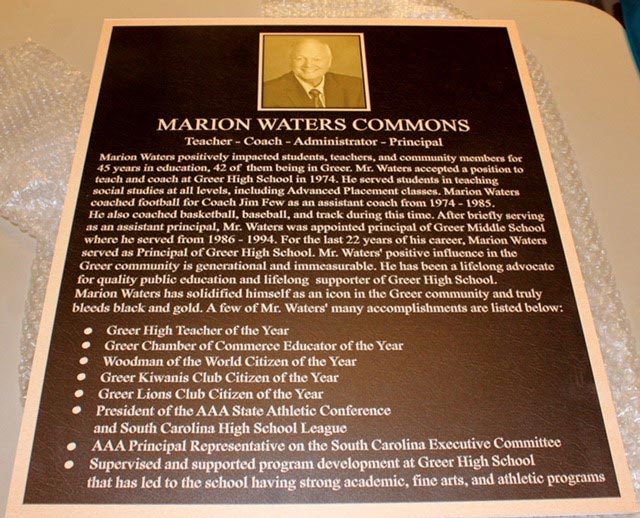 MARION WATERS COMMONS
Teacher - Coach - Administrator - Principal
Marion Waters positively impacted students, teachers, and community members for
45 years in education, 42 of them being in Greer. Mr. Waters accepted a position to
teach and coach at Greer High School in 1974. He served students in teaching
social studies at all levels, including Advanced Placement classes. Marion Waters
coached football for Coach Jim Few as an assistant coach from 1974 - 1985.
He also coached basketball, baseball, and track during this time. After briefly serving
as an assistant principal, Mr. Waters was appointed principal of Greer Middle School
where he served from 1986 - 1994. For the last 22 years of his career, Marion Waters
served as Principal of Greer High School. Mr. Waters' positive influence in the
Greer community is generational and immeasurable. He has been a lifelong advocate
for quality public education and lifelong supporter of Greer High School.
Marion Waters has solidified himself as an icon in the Greer community and truly
bleeds black and gold. A few of Mr. Waters' many accomplishments are listed below:
• Greer High Teacher of the Year
• Greer Chamber of Commerce Educator of the Year
• Woodman of the World Citizen of the Year
• Greer Kiwanis Club Citizen of the Year
• Greer Lions Club Citizen of the Year
• President of the AAA State Athletic Conference
and South Carolina High School League
• AAA Principal Representative on the South Carolina Executive Committee
• Supervised and supported program development at Greer High School
that has led to the school having strong academic, fine arts, and athletic programs